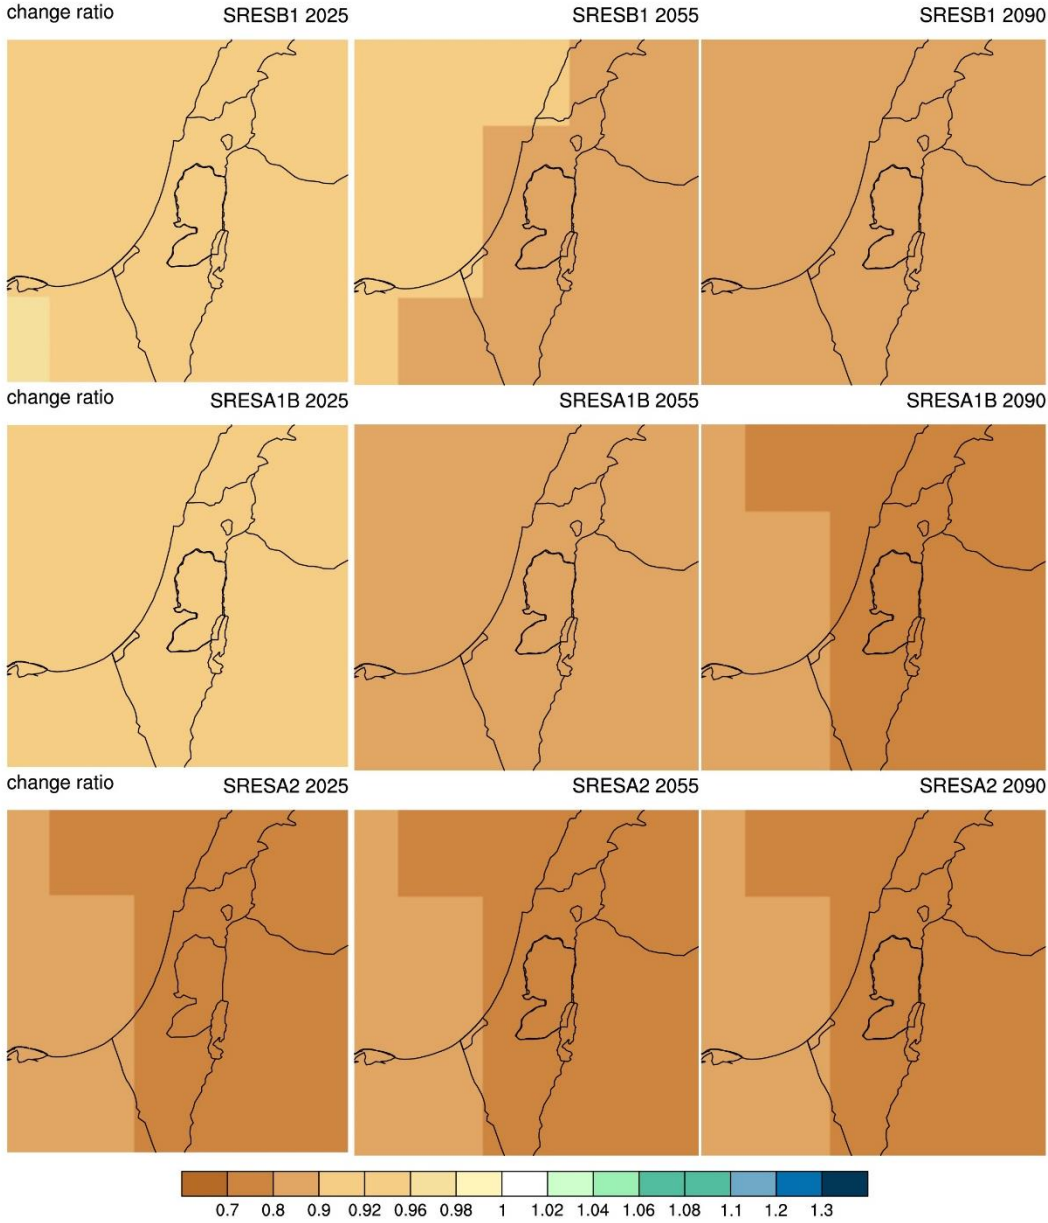 change ratio SRESB1 2025 SRESB1 2055 SRESB1 2090
change ratio SRESA1B 2025 SRESA1B 2055 SRESA1B 2090
change ratio SRESA2 2025 SRESA2 2055 SRESA2 2090
0.7 0.8 0.9 0.92 0.96 0.98 1 1.02 1.04 1.06 1.08 1.1 1.2 1.3